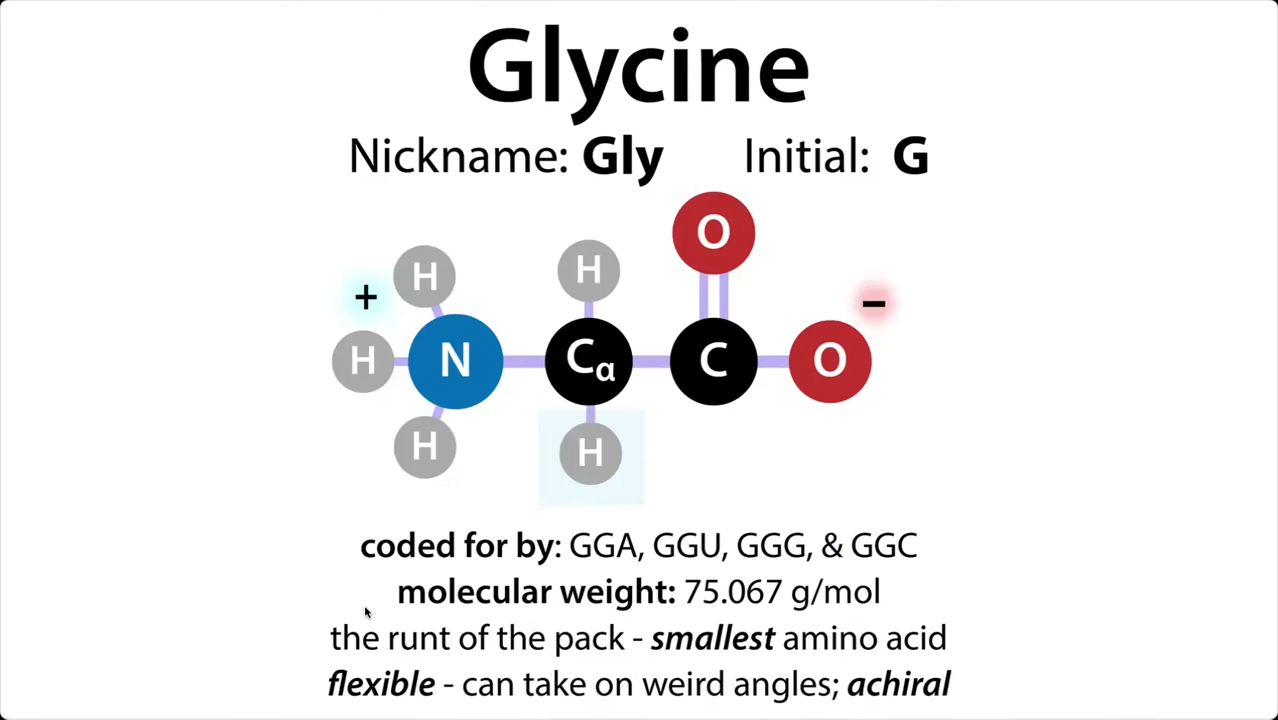 Glycine
Nickname: Gly Initial: G
O
H H
+ −
H N Cα C O
H H
coded for by: GGA, GGU, GGG, & GGC
molecular weight: 75.067 g/mol
the runt of the pack - smallest amino acid
flexible - can take on weird angles; achiral